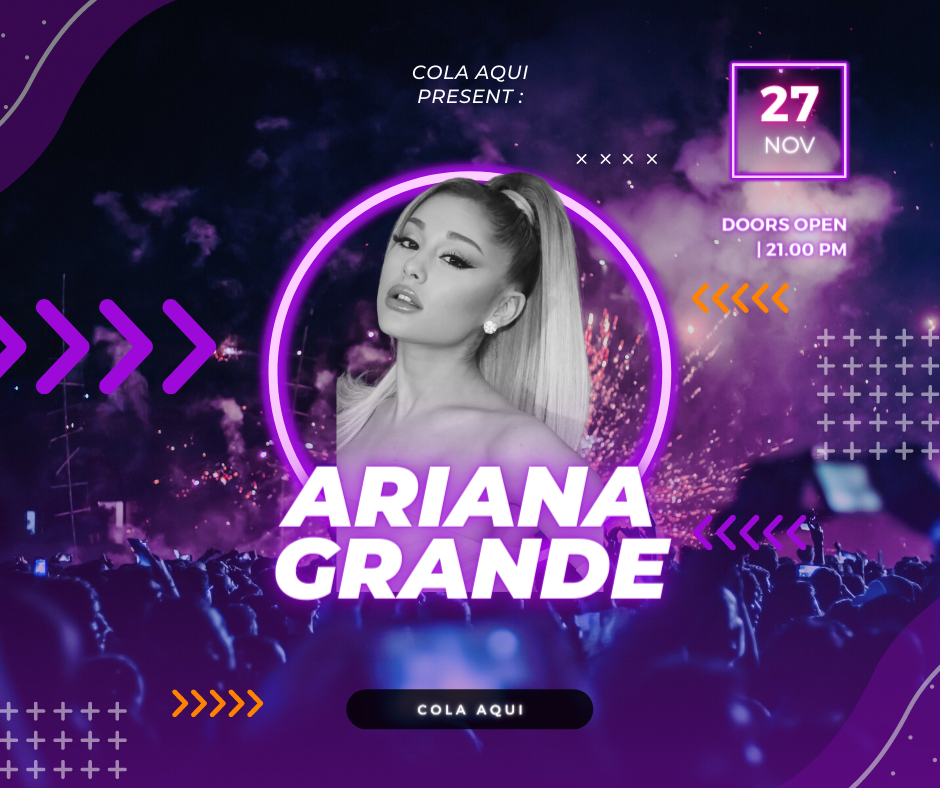 COLA AQUI
PRESENT :
27
NOV
DOORS OPEN
| 21.00 PM
ARIANA
GRANDE
COLA AQUI